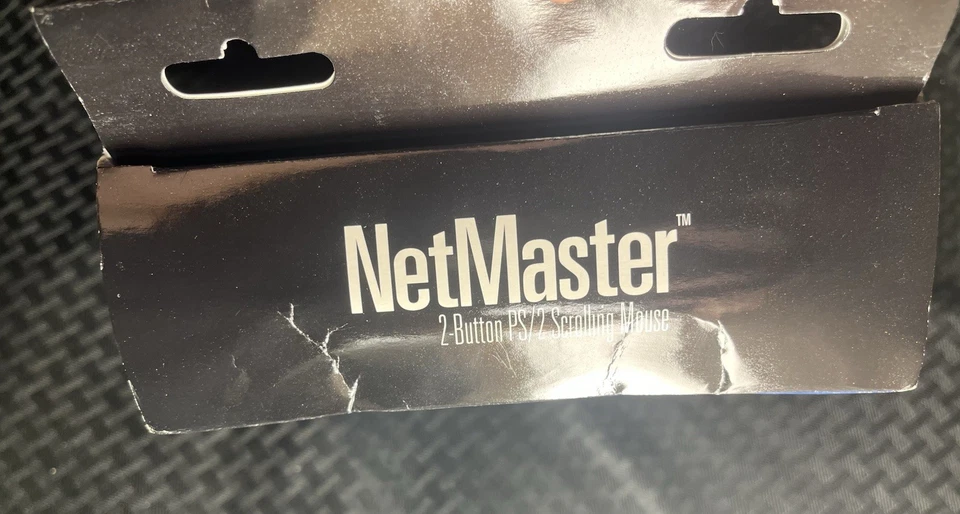 NetMaster™
2-Button PS/2 Scrolling Mouse